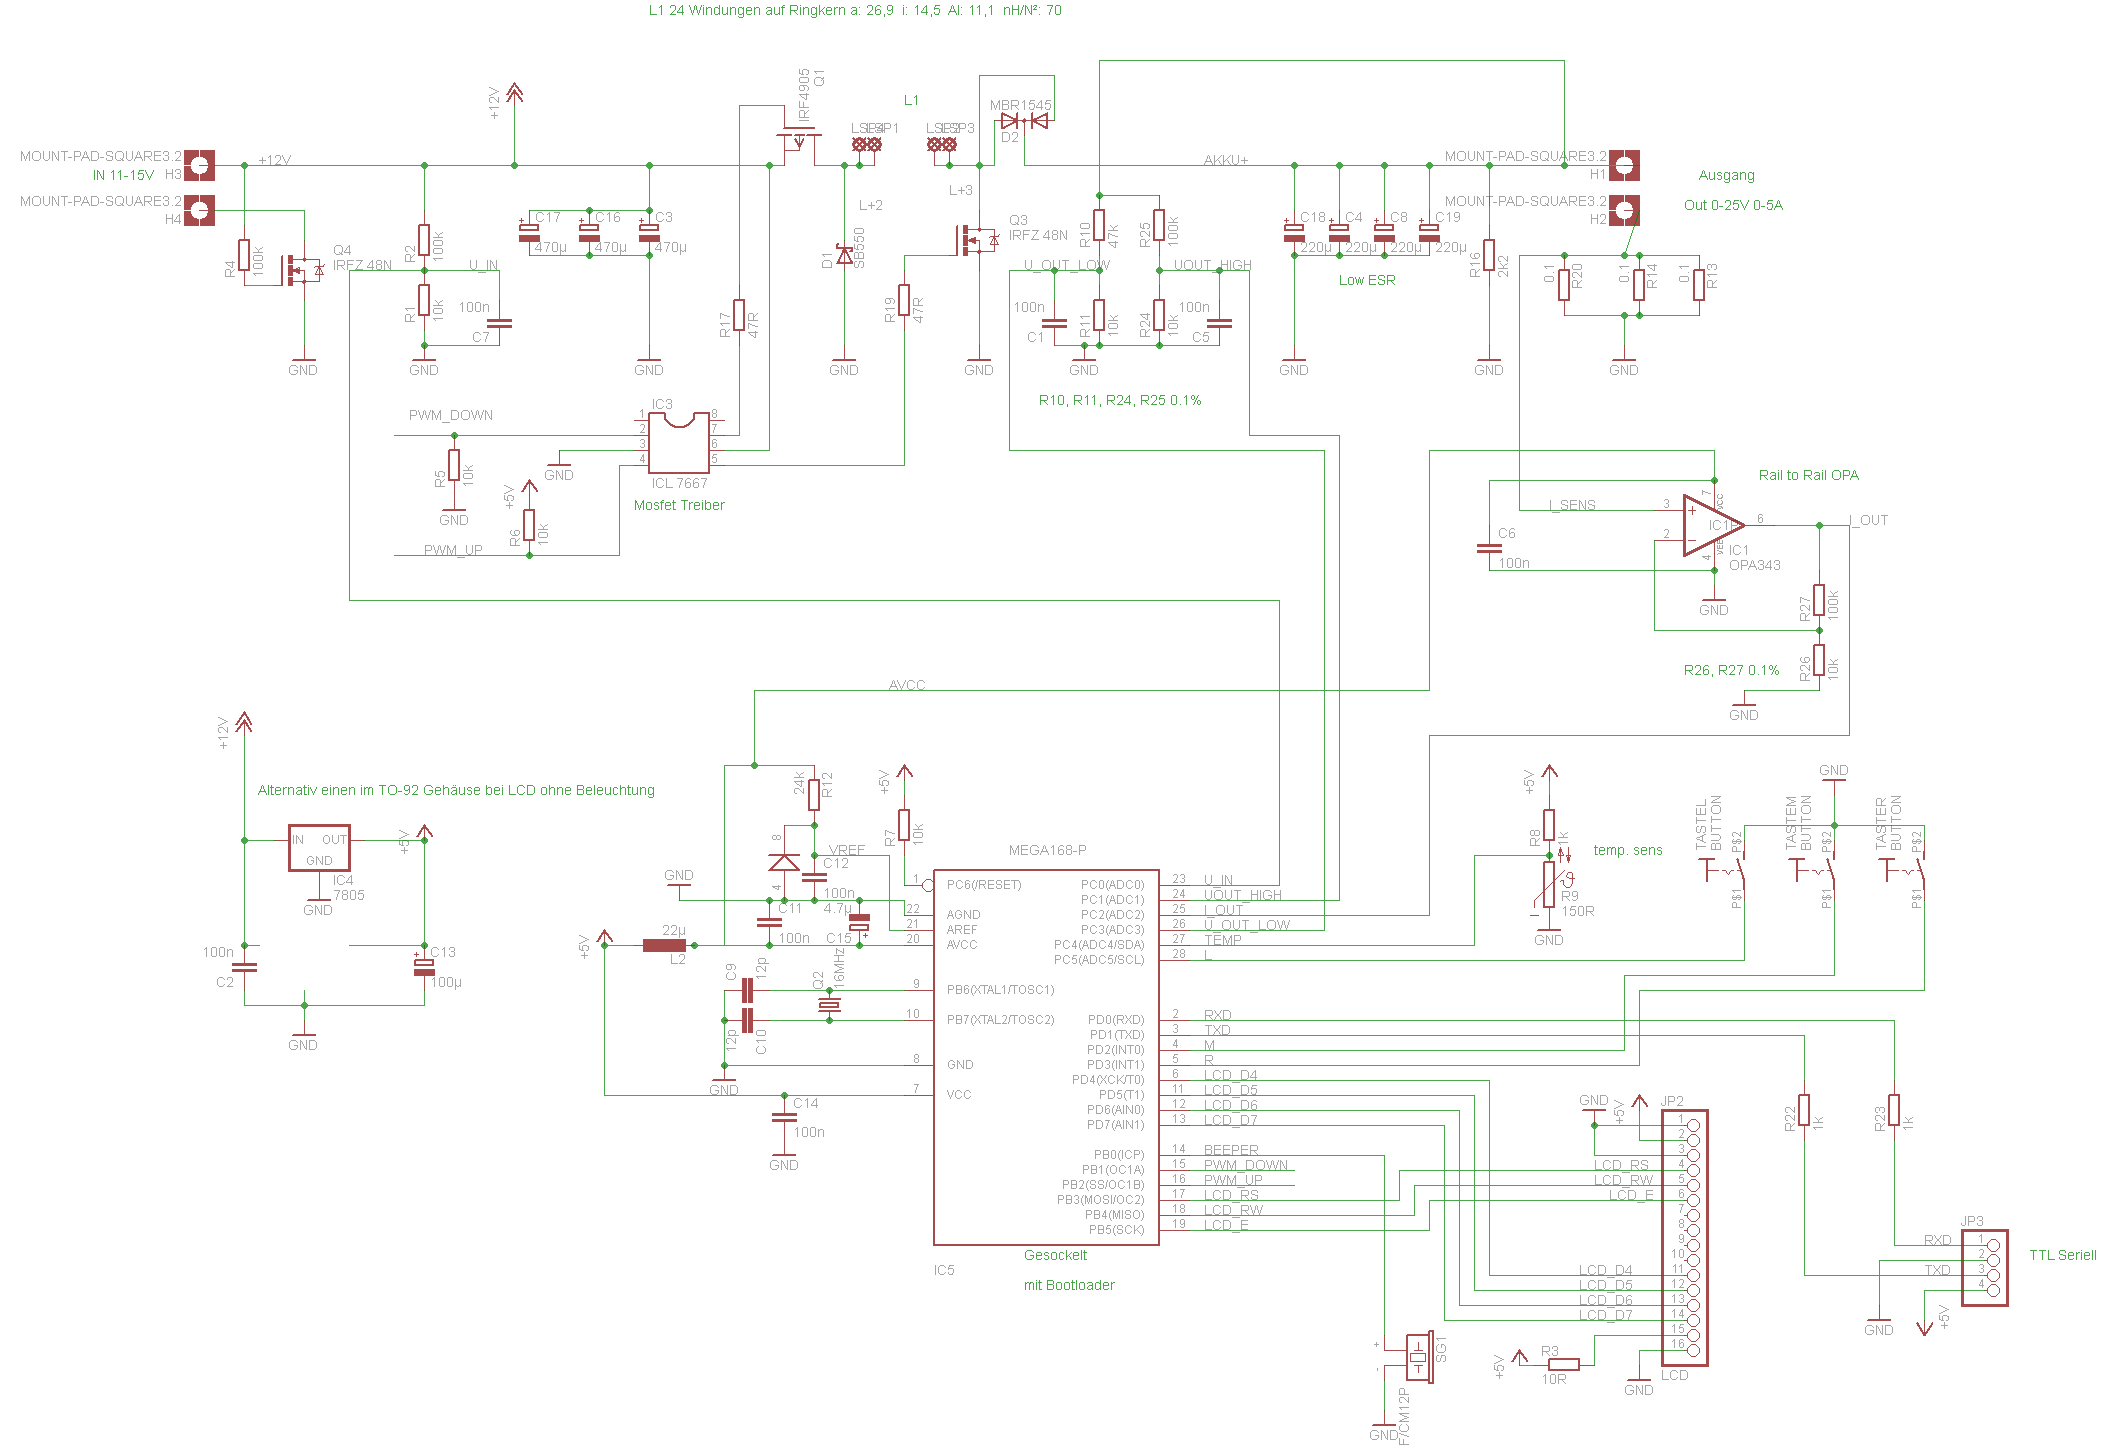 L1 24 Windungen auf Ringkern a: 26,9 i: 14,5 Al: 11,1 nH/N²: 70
+12V
IRF4905
Q1
L1
MBR1545
D2
MOUNT-PAD-SQUARE3.2
IN 11-15V
H3
MOUNT-PAD-SQUARE3.2
H4
+12V
AKKU+
MOUNT-PAD-SQUARE3.2
H1
MOUNT-PAD-SQUARE3.2
H2
Ausgang
Out 0-25V 0-5A
L+2
L+3
R4
100k
Q4
IRFZ 48N
R2
100k
U_IN
R1
10k
100n
C7
C17
470µ
C16
470µ
C3
470µ
R17
47R
D1
SB550
R19
47R
Q3
IRFZ 48N
R10
47k
R25
100k
U_OUT_LOW
UOUT_HIGH
100n
C1
R11
10k
R24
10k
100n
C5
C18
220µ
C4
220µ
C8
220µ
C19
220µ
Low ESR
R16
2k2
0.1
R20
0.1
R14
0.1
R13
GND
GND
GND
GND
GND
GND
GND
GND
GND
R10, R11, R24, R25 0.1%
PWM_DOWN
R5
10k
GND
+5V
R6
10k
PWM_UP
GND
IC3
1
2
3
4
8
7
6
5
ICL 7667
Mosfet Treiber
Rail to Rail OPA
I_SENS
3
2
7
VCC
6
4
VEE
IC1
IC1
OPA343
I_OUT
C6
100n
GND
R27
100k
R26
10k
R26, R27 0.1%
GND
AVCC
+12V
Alternativ einen im TO-92 Gehäuse bei LCD ohne Beleuchtung
IN
OUT
GND
IC4
7805
GND
+5V
100n
C2
C13
100µ
GND
24k
R12
+5V
R7
10k
8
4
VREF
C12
100n
GND
C11
100n
4.7µ
C15
+5V
22µ
L2
C9
12p
Q2
16MHz
12p
C10
GND
C14
100n
GND
MEGA168-P
1 PC6(/RESET)
22 AGND
21 AREF
20 AVCC
9 PB6(XTAL1/TOSC1)
10 PB7(XTAL2/TOSC2)
8 GND
7 VCC
PC0(ADC0) 23 U_IN
PC1(ADC1) 24 UOUT_HIGH
PC2(ADC2) 25 I_OUT
PC3(ADC3) 26 U_OUT_LOW
PC4(ADC4/SDA) 27 TEMP
PC5(ADC5/SCL) 28 L
PD0(RXD) 2 RXD
PD1(TXD) 3 TXD
PD2(INT0) 4 M
PD3(INT1) 5 R
PD4(XCK/T0) 6 LCD_D4
PD5(T1) 11 LCD_D5
PD6(AIN0) 12 LCD_D6
PD7(AIN1) 13 LCD_D7
PB0(ICP) 14 BEEPER
PB1(OC1A) 15 PWM_DOWN
PB2(SS/OC1B) 16 PWM_UP
PB3(MOSI/OC2) 17 LCD_RS
PB4(MISO) 18 LCD_RW
PB5(SCK) 19 LCD_E
IC5
Gesockelt
mit Bootloader
+5V
R8
1k
temp. sens
R9
150R
GND
GND
TASTEL
BUTTON
P$2
P$1
TASTEM
BUTTON
P$2
P$1
TASTER
BUTTON
P$2
P$1
R22
1k
R23
1k
GND
+5V
JP2
1
2
3
LCD_RS 4
LCD_RW 5
LCD_E 6
7
8
9
10
LCD_D4 11
LCD_D5 12
LCD_D6 13
LCD_D7 14
15
16
LCD
+5V
R3
10R
GND
SG1
F/CM12P
GND
JP3
RXD 1
2
TXD 3
4
TTL Seriell
GND
+5V